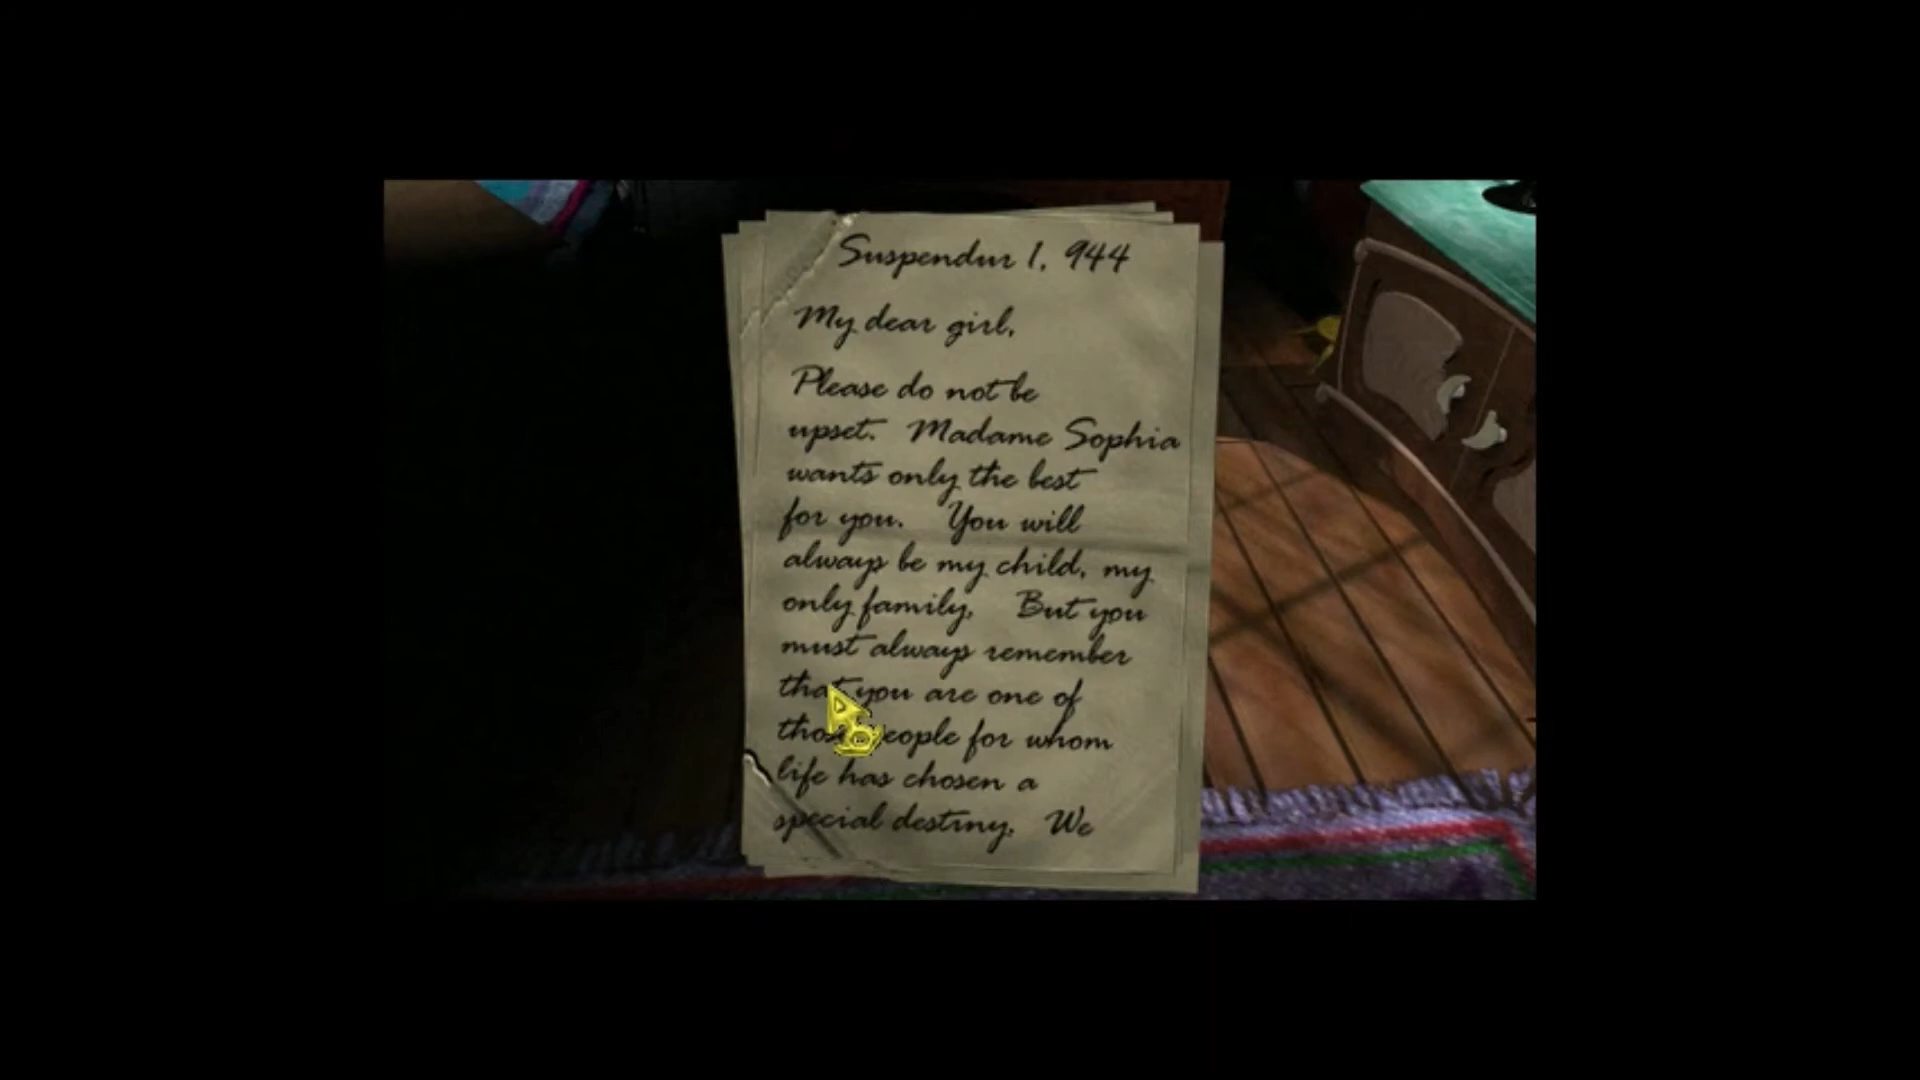 Suspendur 1, 944
My dear girl,
Please do not be
upset. Madame Sophia
wants only the best
for you. You will
always be my child, my
only family. But you
must always remember
that you are one of
those people for whom
life has chosen a
special destiny. We